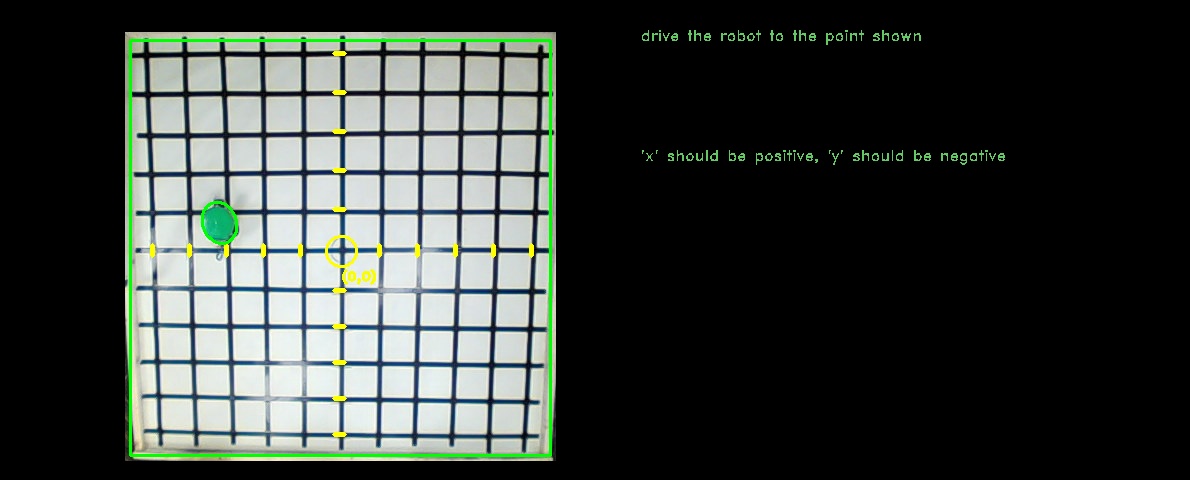 drive the robot to the point shown
'x' should be positive, 'y' should be negative
(0,0)